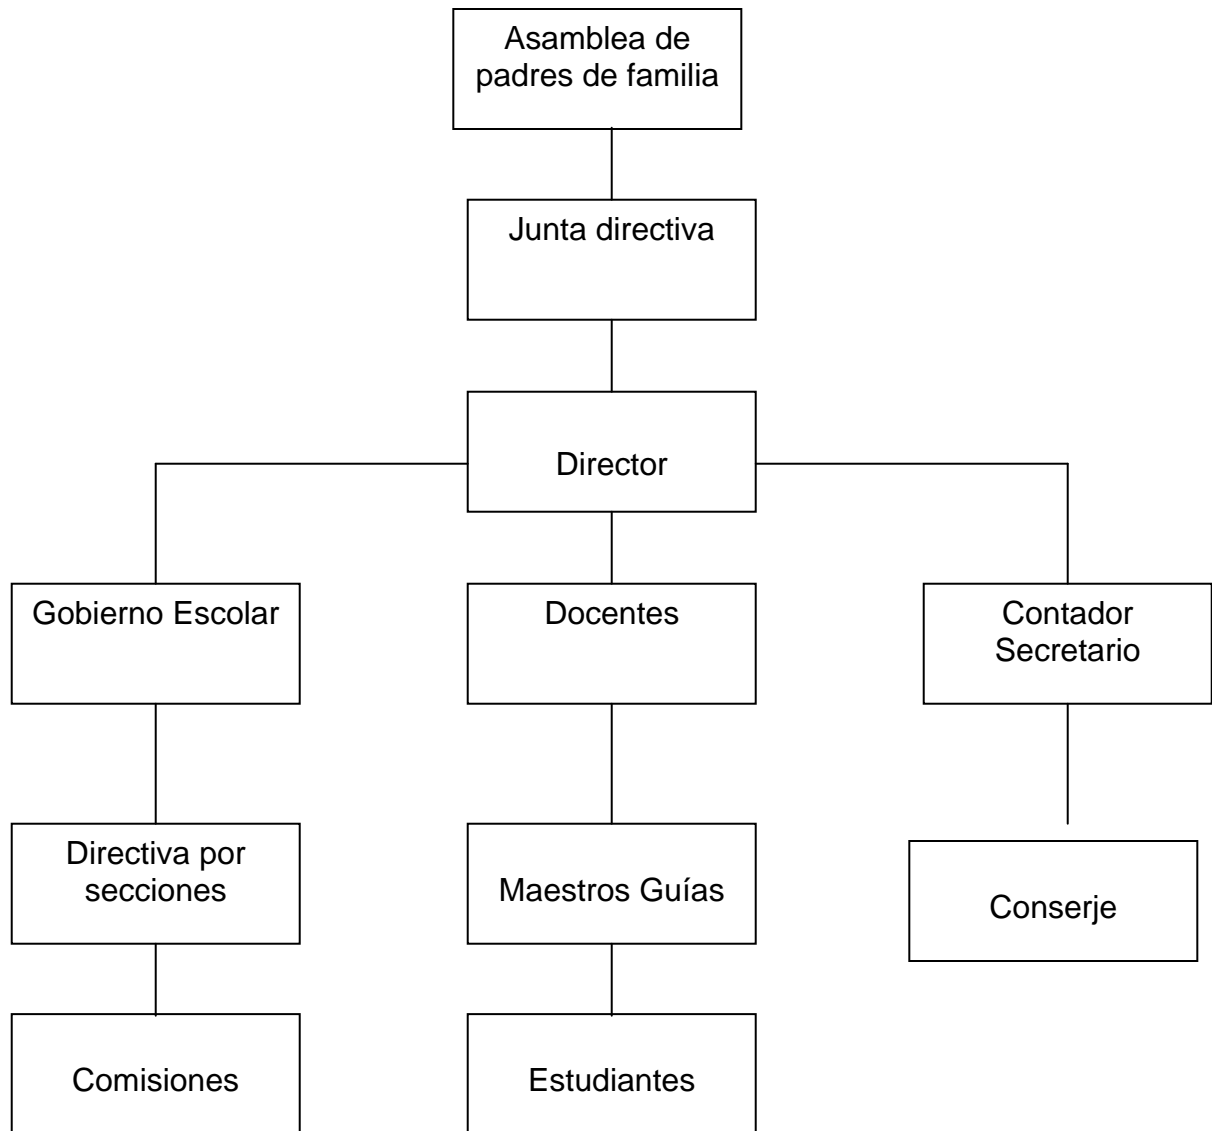 Asamblea de
padres de familia
Junta directiva
Director
Gobierno Escolar
Docentes
Contador
Secretario
Directiva por
secciones
Maestros Guías
Conserje
Comisiones
Estudiantes